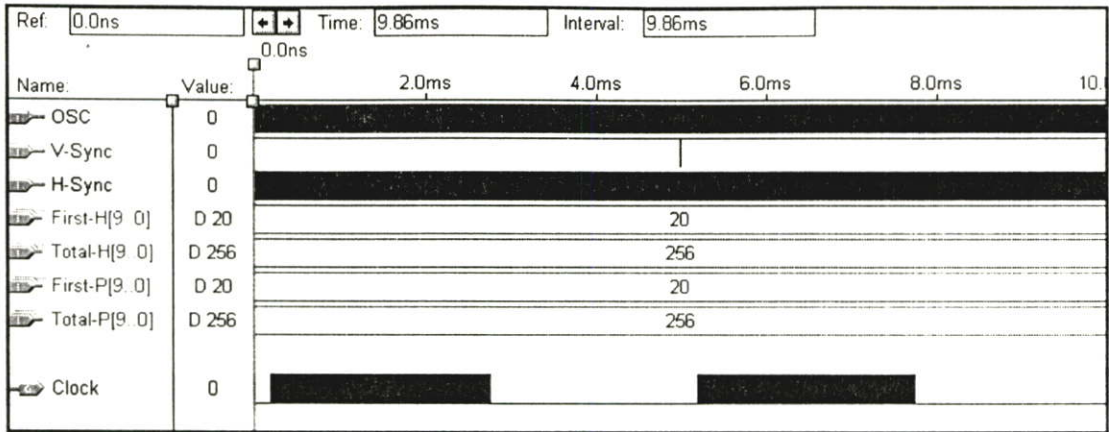 Ref: 0.0ns Time: 9.86ms Interval: 9.86ms
0.0ns
Name: Value: 2.0ms 4.0ms 6.0ms 8.0ms 10.
OSC 0
V-Sync 0
H-Sync 0
First-H[9..0] D 20 20
Total-H[9..0] D 256 256
First-P[9..0] D 20 20
Total-P[9..0] D 256 256
Clock 0